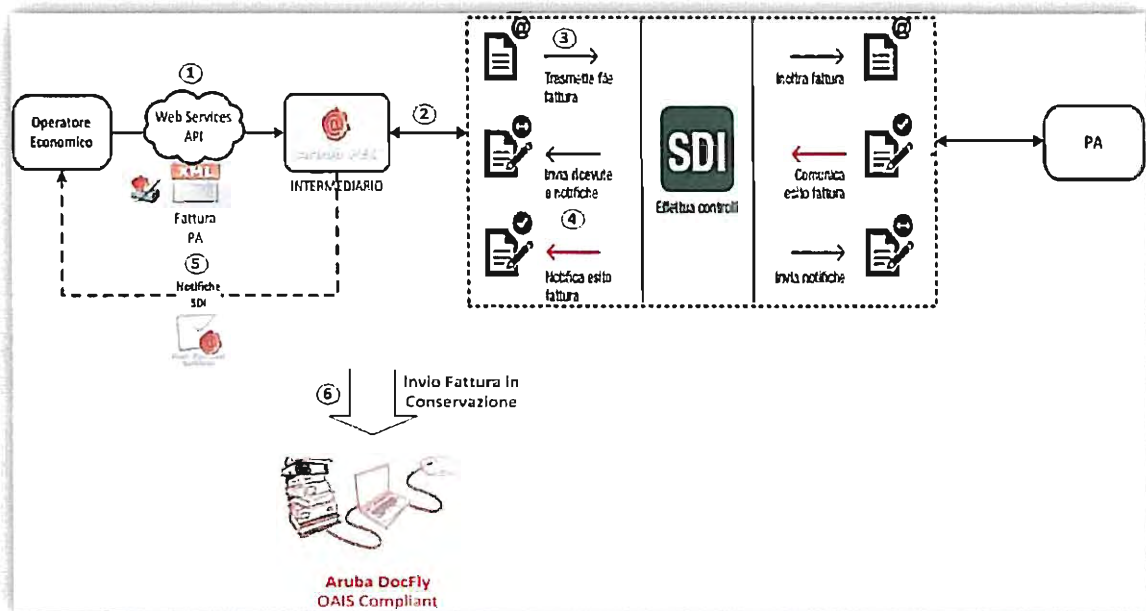 1
Operatore
Economico
Web Services
API
XML
Fattura
PA
INTERMEDIARIO
2
5
Notifiche
SDI
@
3
Trasmette file
fattura
Invia ricevute
e notifiche
4
Notifica esito
fattura
SDI
Effettua controlli
@
Inoltra fattura
Comunica
esito fattura
Invia notifiche
PA
6
Invio Fattura in
Conservazione
Aruba DocFly
OAIS Compliant